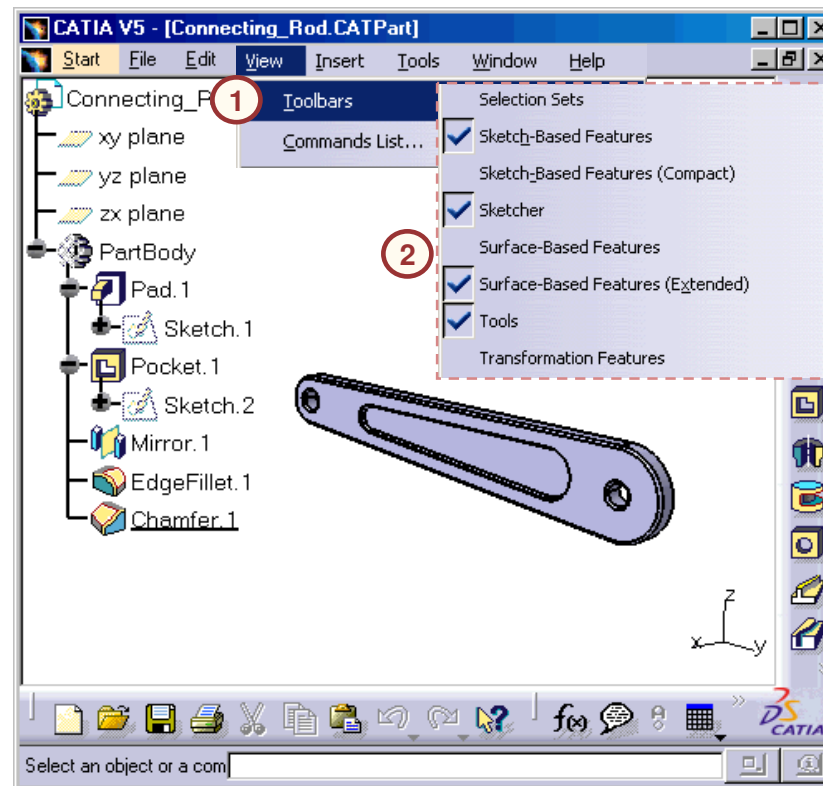 CATIA V5 - [Connecting_Rod.CATPart]
Start File Edit View Insert Tools Window Help
Connecting_R
1
Toolbars
Commands List...
Selection Sets
Sketch-Based Features
Sketch-Based Features (Compact)
Sketcher
2
Surface-Based Features
Surface-Based Features (Extended)
Tools
Transformation Features
xy plane
yz plane
zx plane
PartBody
Pad.1
Sketch.1
Pocket.1
Sketch.2
Mirror.1
EdgeFillet.1
Chamfer.1
z
x
y
f(x)
CATIA
Select an object or a com